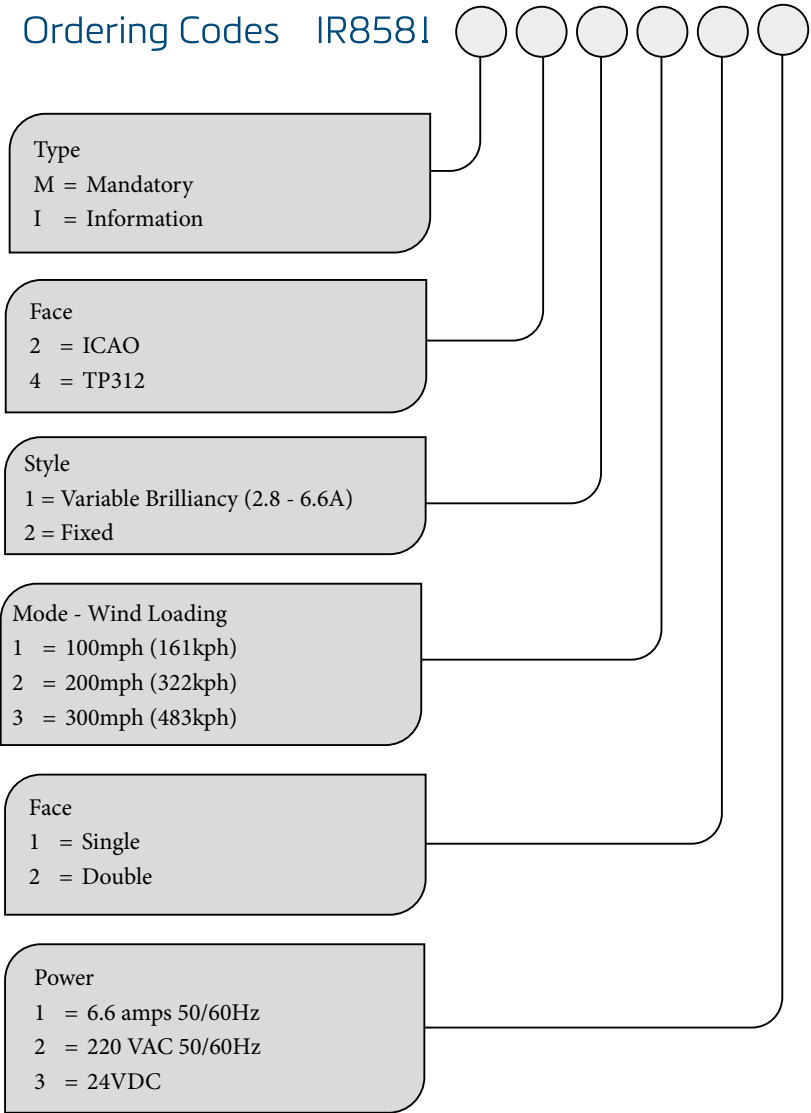 Ordering Codes IR8581
Type
M = Mandatory
I = Information
Face
2 = ICAO
4 = TP312
Style
1 = Variable Brilliancy (2.8 - 6.6A)
2 = Fixed
Mode - Wind Loading
1 = 100mph (161kph)
2 = 200mph (322kph)
3 = 300mph (483kph)
Face
1 = Single
2 = Double
Power
1 = 6.6 amps 50/60Hz
2 = 220 VAC 50/60Hz
3 = 24VDC